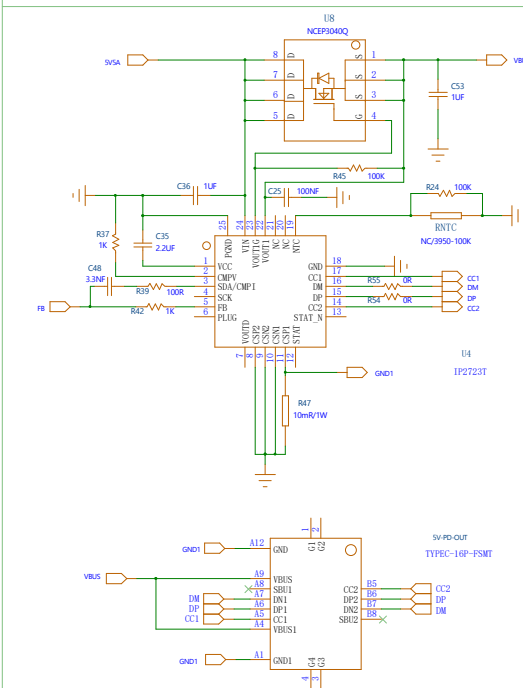 U8
NCEP3040Q
5V5A
8 D S 1
7 D S 2
6 D S 3
5 D G 4
C53
1UF
R45 100K
C36 1UF
C25 100NF
R24 100K
RNTC
NC/3950-100K
R37
1K
C35
2.2UF
C48
3.3NF
R39 100R
R42 1K
FB
25 24 23 22 21 20 19
PGND VIN VOUT1G VOUT1 NC NC NTC
1 VCC
2 CMPV
3 SDA/CMPI
4 SCK
5 FB
6 PLUG
GND 18
CC1 17
DM 16
DP 15
CC2 14
STAT_N 13
VOUTD CSP2 CSN2 CSN1 CSP1 STAT
7 8 9 10 11 12
R55 0R
R54 0R
CC1
DM
DP
CC2
U4
IP2723T
GND1
R47
10mR/1W
5V-PD-OUT
TYPEC-16P-FSMT
1 2
G1 G2
GND1 A12 GND
VBUS A9 VBUS
A8 SBU1
DM A7 DN1
DP A6 DP1
CC1 A5 CC1
A4 VBUS1
GND1 A1 GND1
CC2 B5 CC2
DP2 B6 DP
DN2 B7 DM
SBU2 B8
G4 G3
4 3